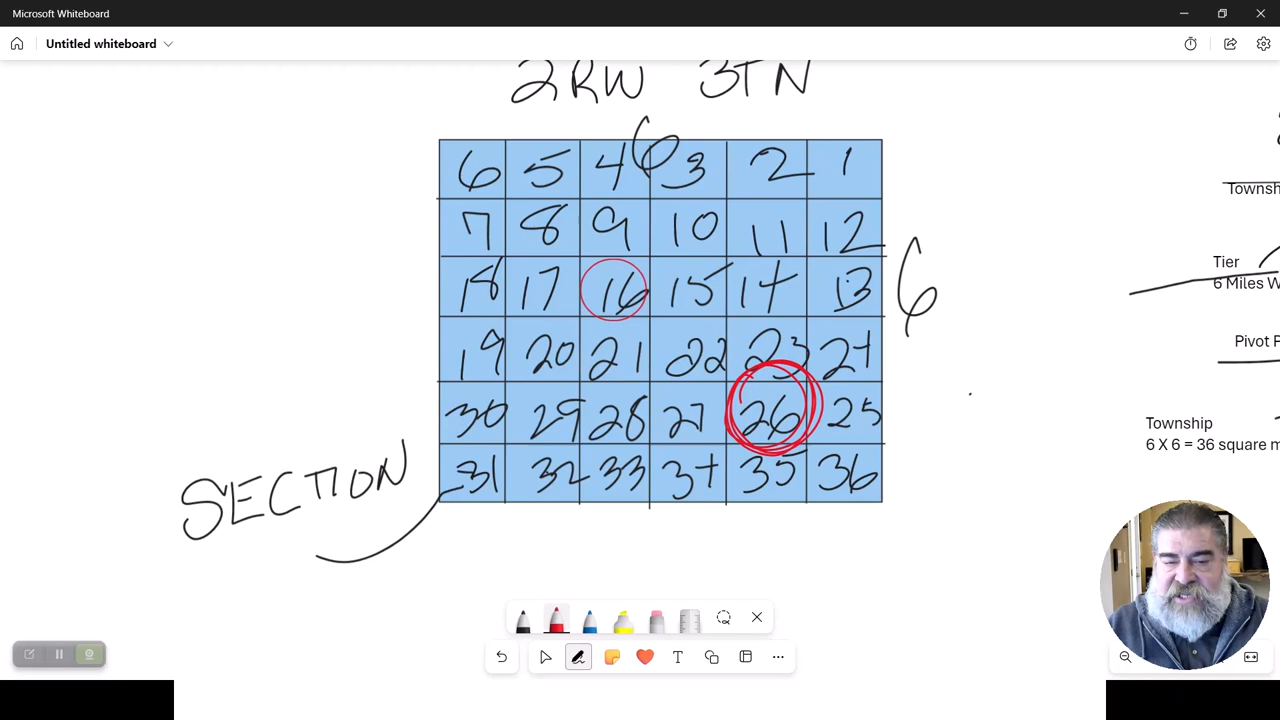 Microsoft Whiteboard
Untitled whiteboard
2RW 3TN
6
6 5 4 3 2 1
7 8 9 10 11 12
18 17 16 15 14 13
6
19 20 21 22 23 24
30 29 28 27 26 25
31 32 33 34 35 36
SECTION
Townsh
Tier
6 Miles W
Pivot P
Township
6 X 6 = 36 square m